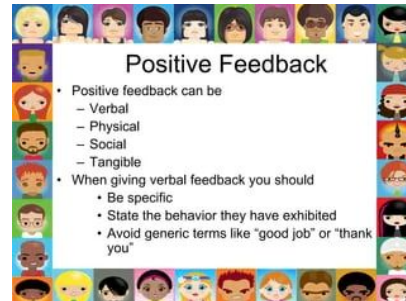 Positive Feedback
• Positive feedback can be
– Verbal
– Physical
– Social
– Tangible
• When giving verbal feedback you should
• Be specific
• State the behavior they have exhibited
• Avoid generic terms like “good job” or “thank
you”